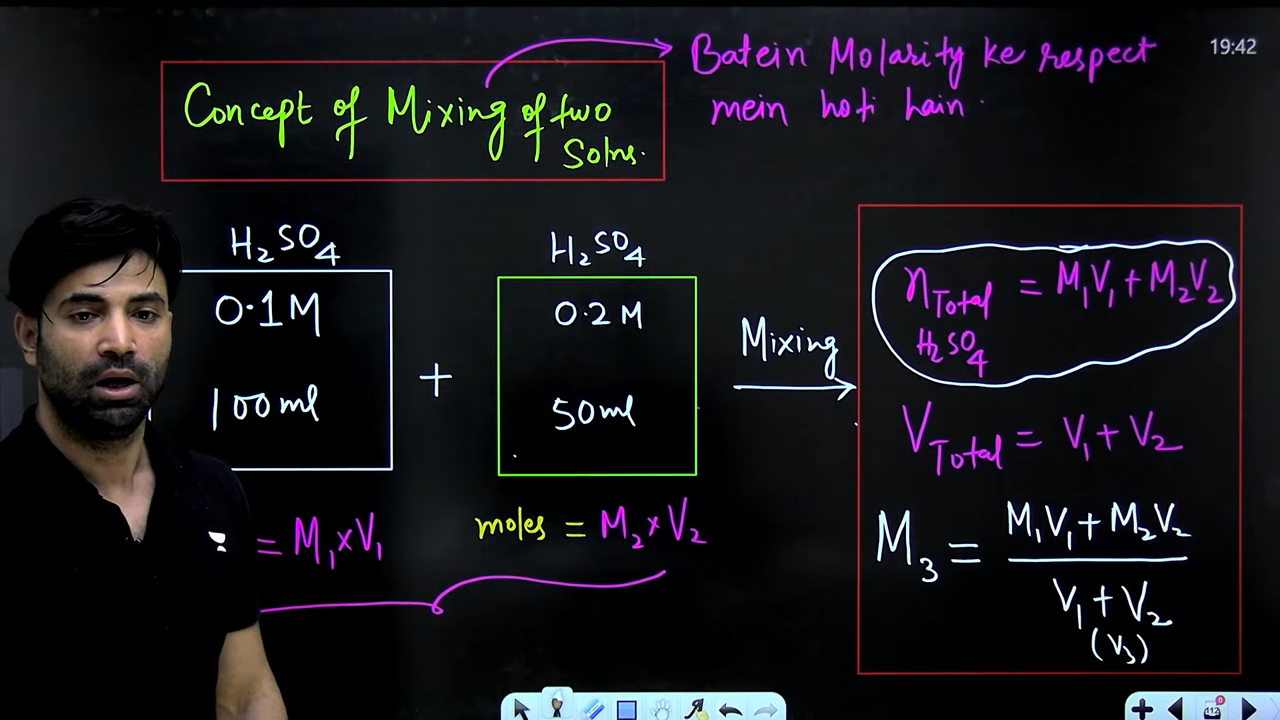 Batein Molarity ke respect
mein hoti hain.
19:42
Concept of Mixing of two
Solns.
H₂SO₄
0.1M
100ml
= M₁×V₁
+
H₂SO₄
0.2M
50ml
moles = M₂×V₂
Mixing
n_Total = M₁V₁ + M₂V₂
H₂SO₄
V_Total = V₁ + V₂
M₃ = M₁V₁ + M₂V₂
V₁ + V₂
(V₃)